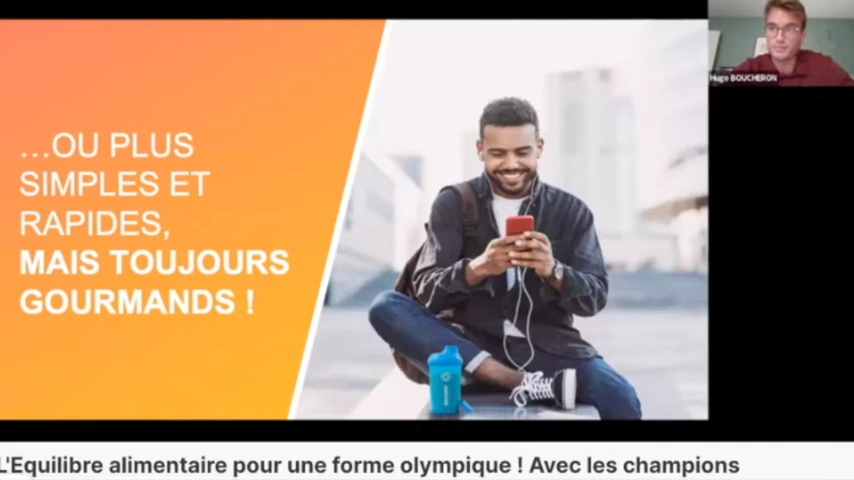 ...OU PLUS
SIMPLES ET
RAPIDES,
MAIS TOUJOURS
GOURMANDS !
Hugo BOUCHERON
L'Equilibre alimentaire pour une forme olympique ! Avec les champions